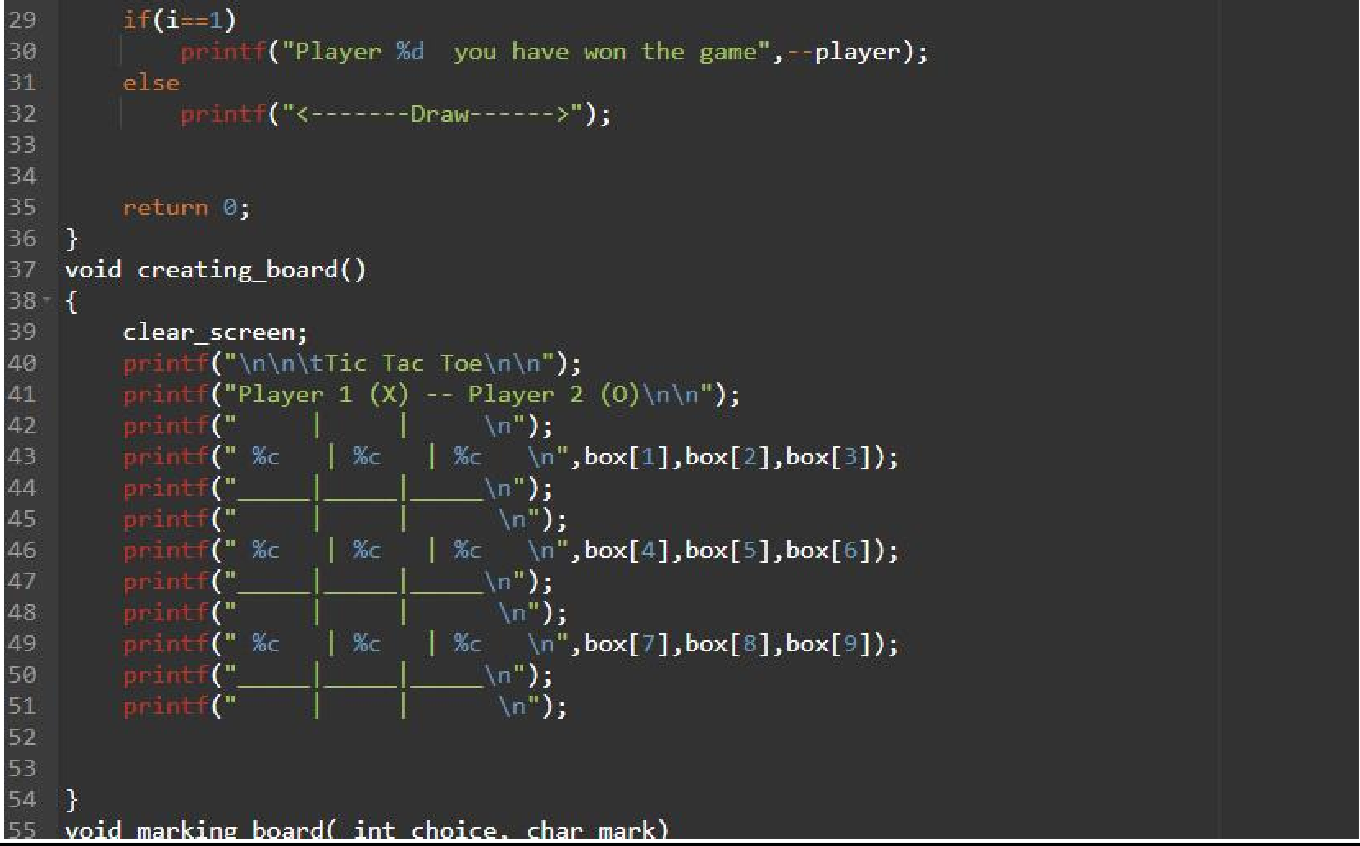 29 if(i==1)
30 printf("Player %d  you have won the game",--player);
31 else
32 printf("<-------Draw------>");
33
34
35 return 0;
36 }
37 void creating_board()
38 {
39 clear_screen;
40 printf("\n\n\tTic Tac Toe\n\n");
41 printf("Player 1 (X) -- Player 2 (O)\n\n");
42 printf("     |     |     \n");
43 printf(" %c   | %c   | %c   \n",box[1],box[2],box[3]);
44 printf("_____|_____|_____\n");
45 printf("     |     |      \n");
46 printf(" %c   | %c   | %c   \n",box[4],box[5],box[6]);
47 printf("_____|_____|_____\n");
48 printf("     |     |      \n");
49 printf(" %c   | %c   | %c   \n",box[7],box[8],box[9]);
50 printf("_____|_____|_____\n");
51 printf("     |     |      \n");
52
53
54 }
55 void marking_board( int choice, char mark)